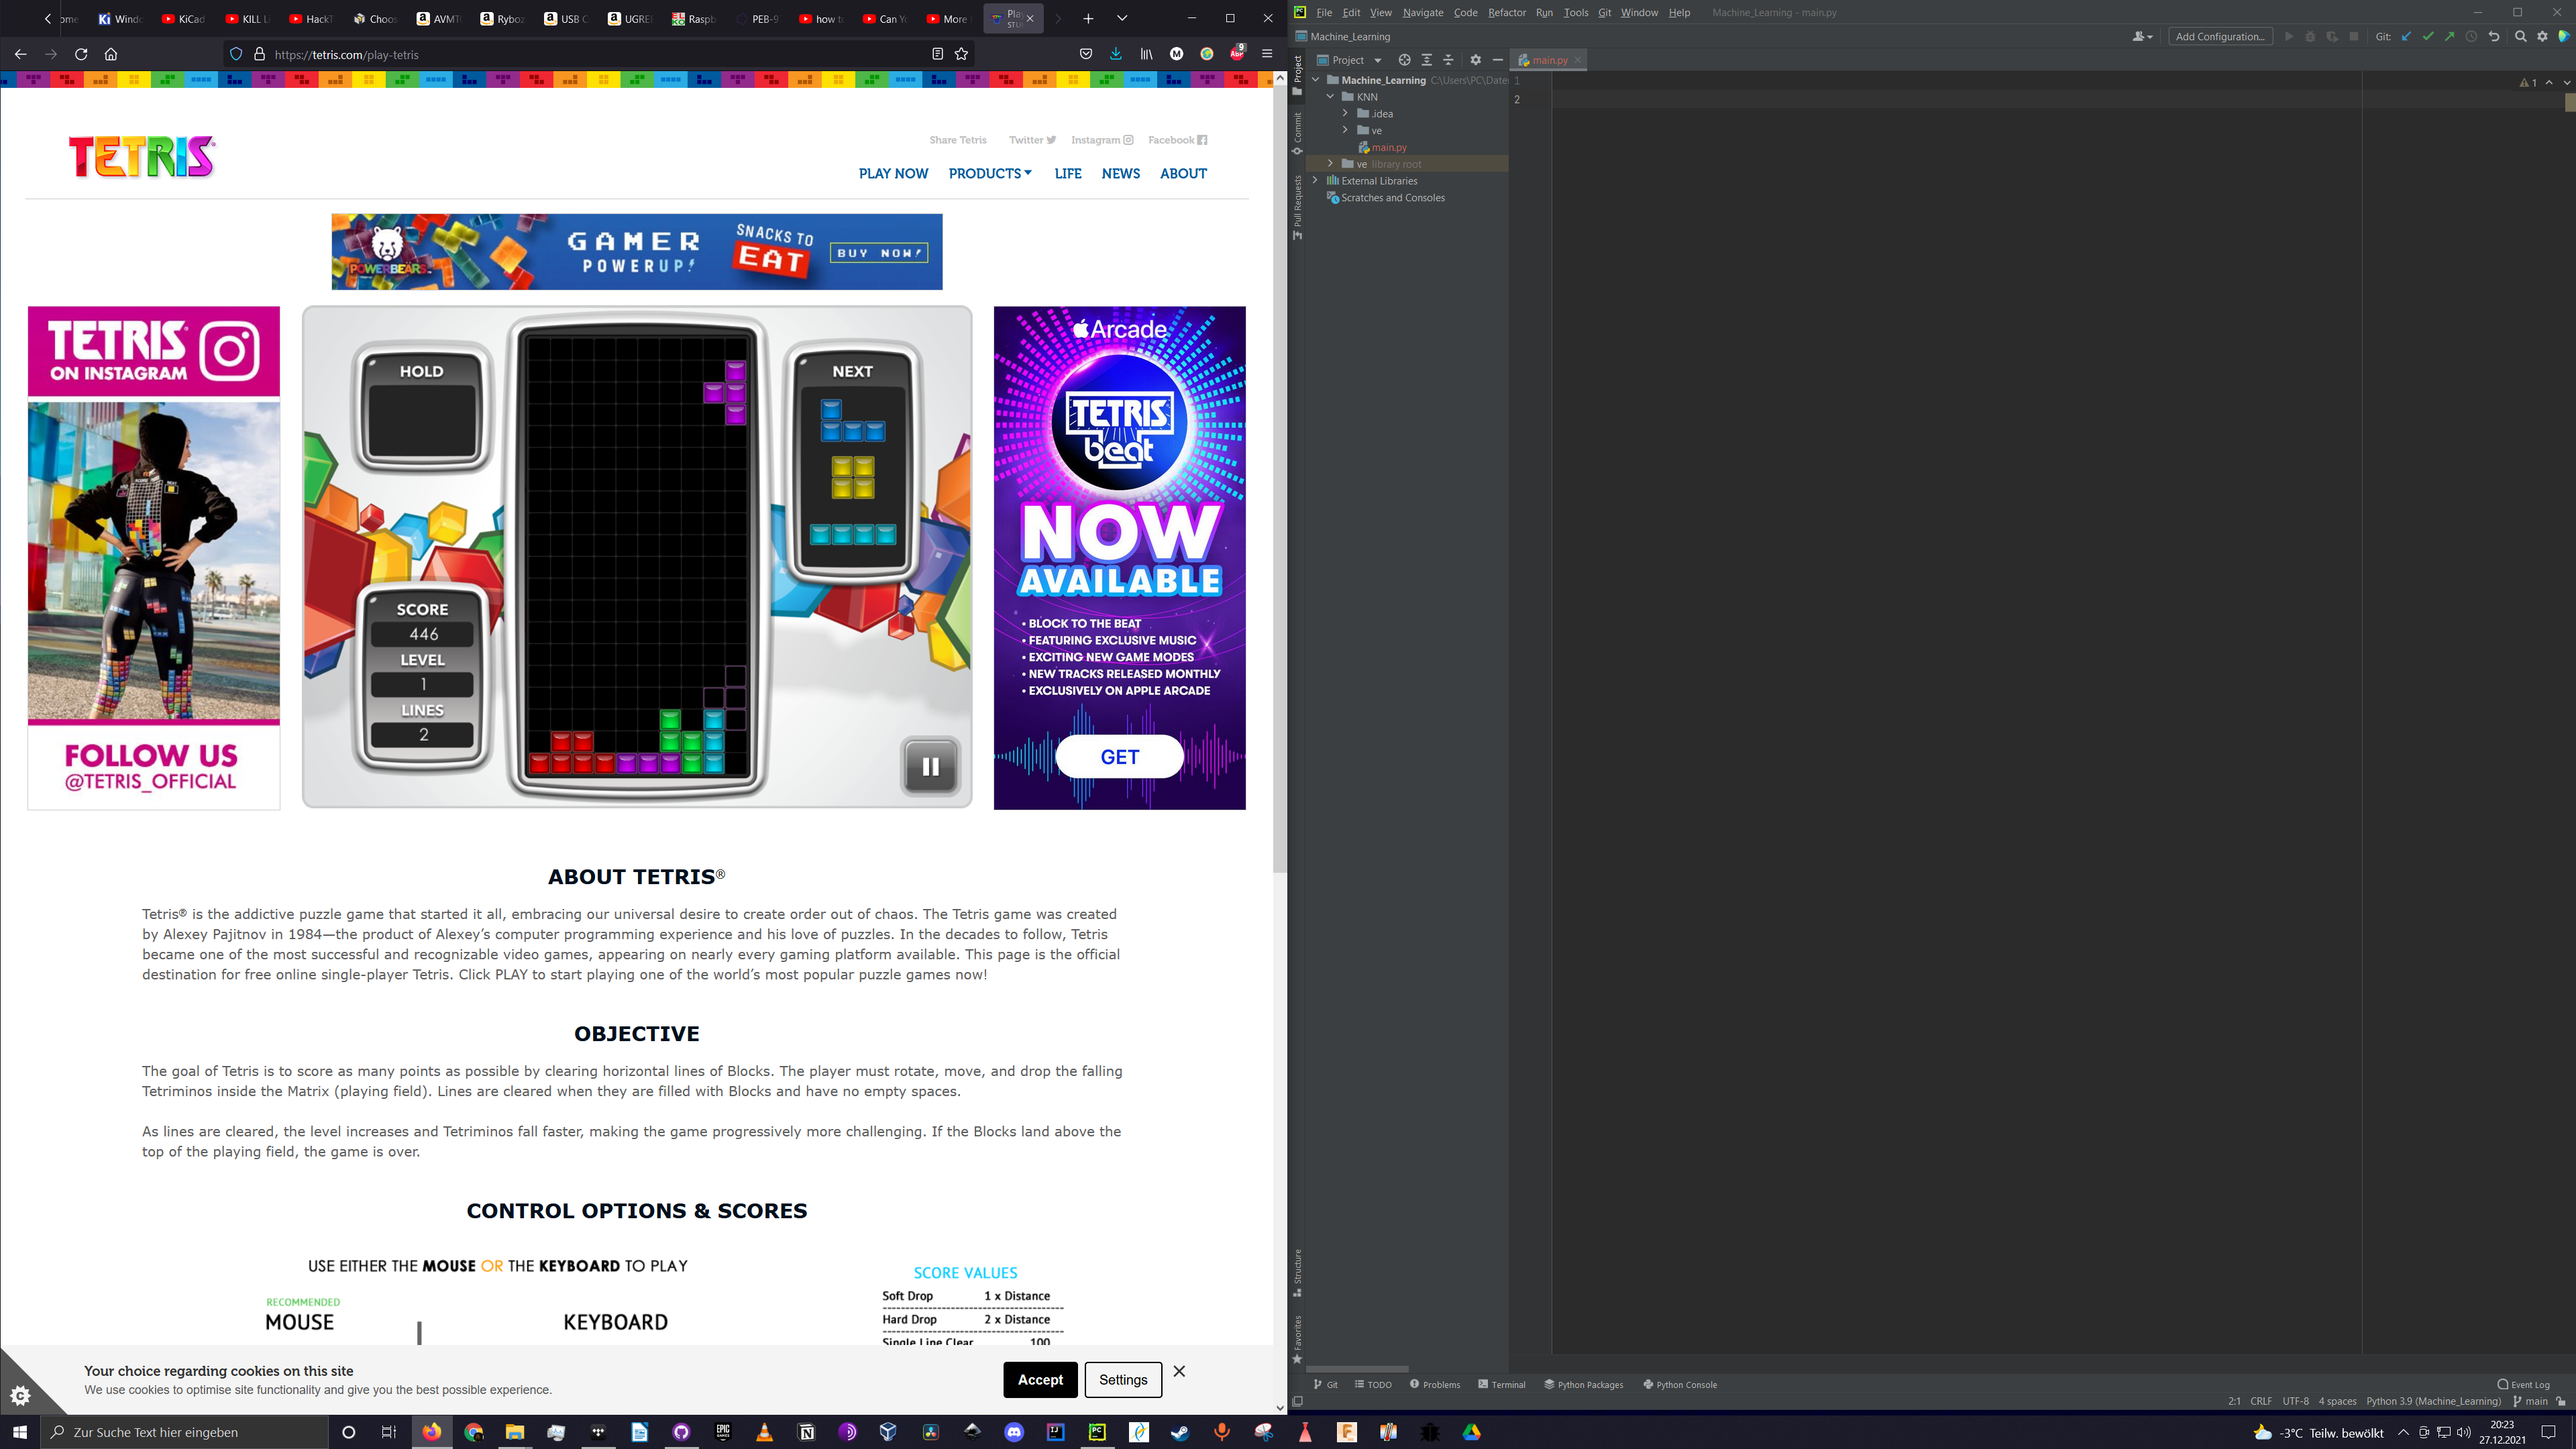 ome
Kı Windo
KiCad
KILL Li
HackT
Choos
AVMT
Ryboz
USB C
UGREE
Raspb
PEB-9
how to
Can Yo
More
Play
https://tetris.com/play-tetris
TETRIS
Share Tetris Twitter Instagram Facebook
PLAY NOW PRODUCTS LIFE NEWS ABOUT
POWERBEARS
GAMER POWERUP!
SNACKS TO EAT
BUY NOW!
TETRIS
ON INSTAGRAM
FOLLOW US
@TETRIS_OFFICIAL
HOLD
SCORE
446
LEVEL
1
LINES
2
NEXT
Arcade
TETRIS
beat
NOW
AVAILABLE
• BLOCK TO THE BEAT
• FEATURING EXCLUSIVE MUSIC
• EXCITING NEW GAME MODES
• NEW TRACKS RELEASED MONTHLY
• EXCLUSIVELY ON APPLE ARCADE
GET
ABOUT TETRIS®
Tetris® is the addictive puzzle game that started it all, embracing our universal desire to create order out of chaos. The Tetris game was created
by Alexey Pajitnov in 1984—the product of Alexey’s computer programming experience and his love of puzzles. In the decades to follow, Tetris
became one of the most successful and recognizable video games, appearing on nearly every gaming platform available. This page is the official
destination for free online single-player Tetris. Click PLAY to start playing one of the world’s most popular puzzle games now!
OBJECTIVE
The goal of Tetris is to score as many points as possible by clearing horizontal lines of Blocks. The player must rotate, move, and drop the falling
Tetriminos inside the Matrix (playing field). Lines are cleared when they are filled with Blocks and have no empty spaces.
As lines are cleared, the level increases and Tetriminos fall faster, making the game progressively more challenging. If the Blocks land above the
top of the playing field, the game is over.
CONTROL OPTIONS & SCORES
USE EITHER THE MOUSE OR THE KEYBOARD TO PLAY
RECOMMENDED
MOUSE
KEYBOARD
SCORE VALUES
Soft Drop 1 x Distance
Hard Drop 2 x Distance
Single Line Clear 100
Your choice regarding cookies on this site
We use cookies to optimise site functionality and give you the best possible experience.
Accept
Settings
File Edit View Navigate Code Refactor Run Tools Git Window Help Machine_Learning - main.py
Machine_Learning
Add Configuration...
Git:
Project
main.py
Project
Commit
Pull Requests
Structure
Favorites
Machine_Learning C:\Users\PC\Date
KNN
.idea
ve
main.py
ve library root
External Libraries
Scratches and Consoles
1
2
1
Git TODO Problems Terminal Python Packages Python Console
Event Log
2:1 CRLF UTF-8 4 spaces Python 3.9 (Machine_Learning) main
Zur Suche Text hier eingeben
-3°C Teilw. bewölkt
20:23
27.12.2021